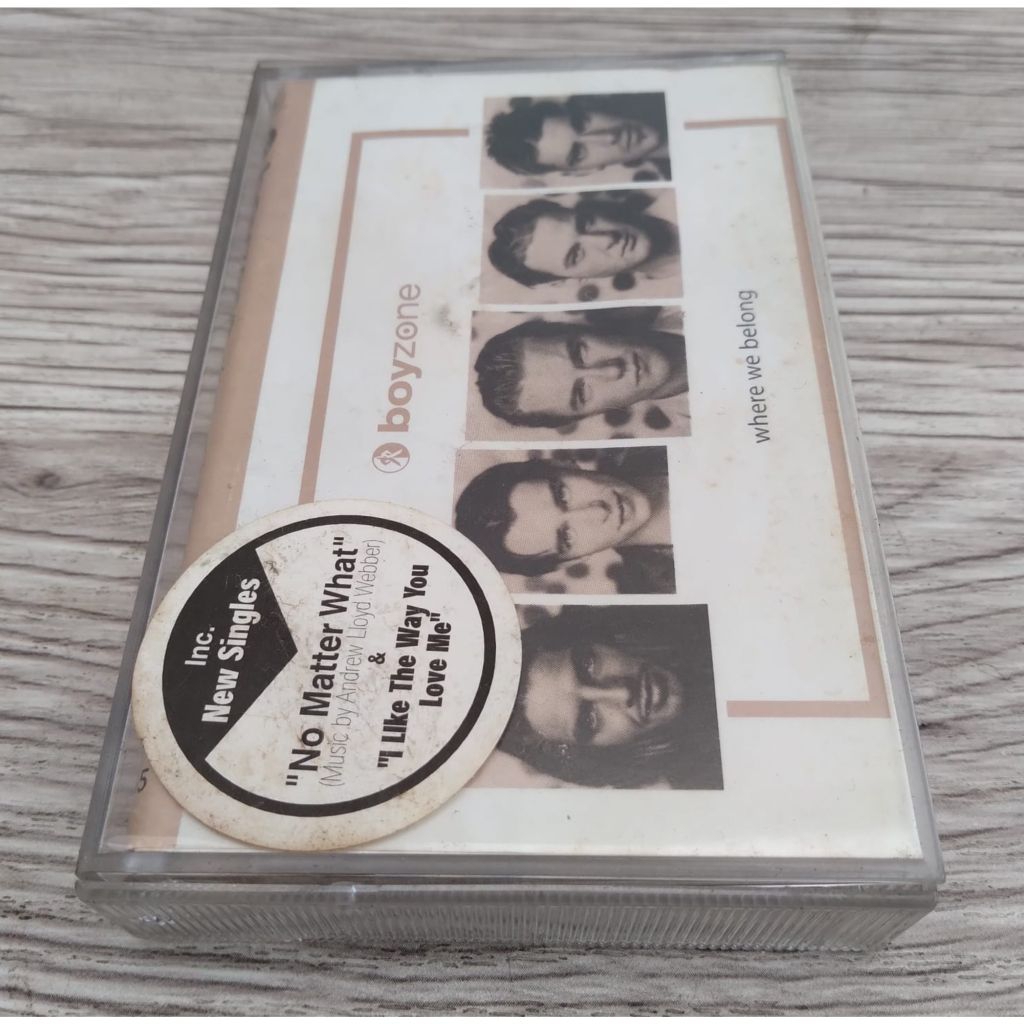 boyzone
where we belong
Inc.
New Singles
"No Matter What"
(Music by Andrew Lloyd Webber)
&
"I LIke The Way You
Love Me"
5